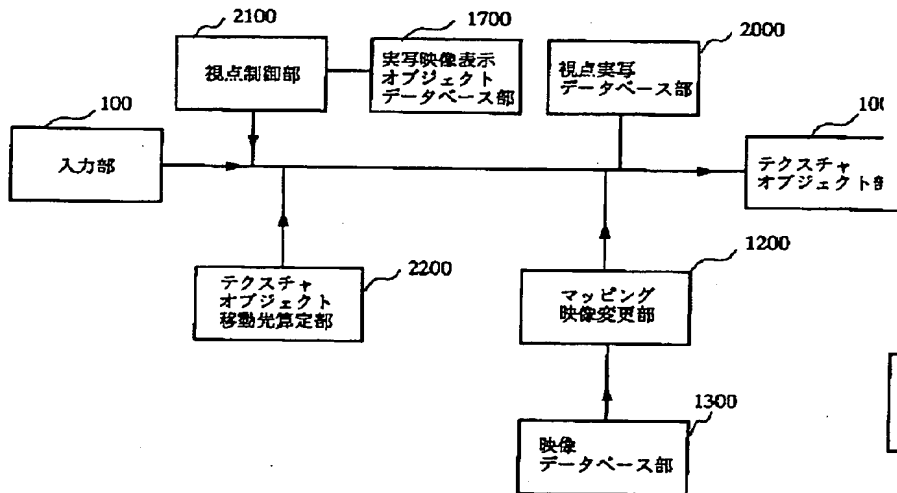 2100
視点制御部
1700
実写映像表示
オブジェクト
データベース部
2000
視点実写
データベース部
100
入力部
100
テクスチャ
オブジェクト部
2200
テクスチャ
オブジェクト
移動光算定部
1200
マッピング
映像変更部
1300
映像
データベース部